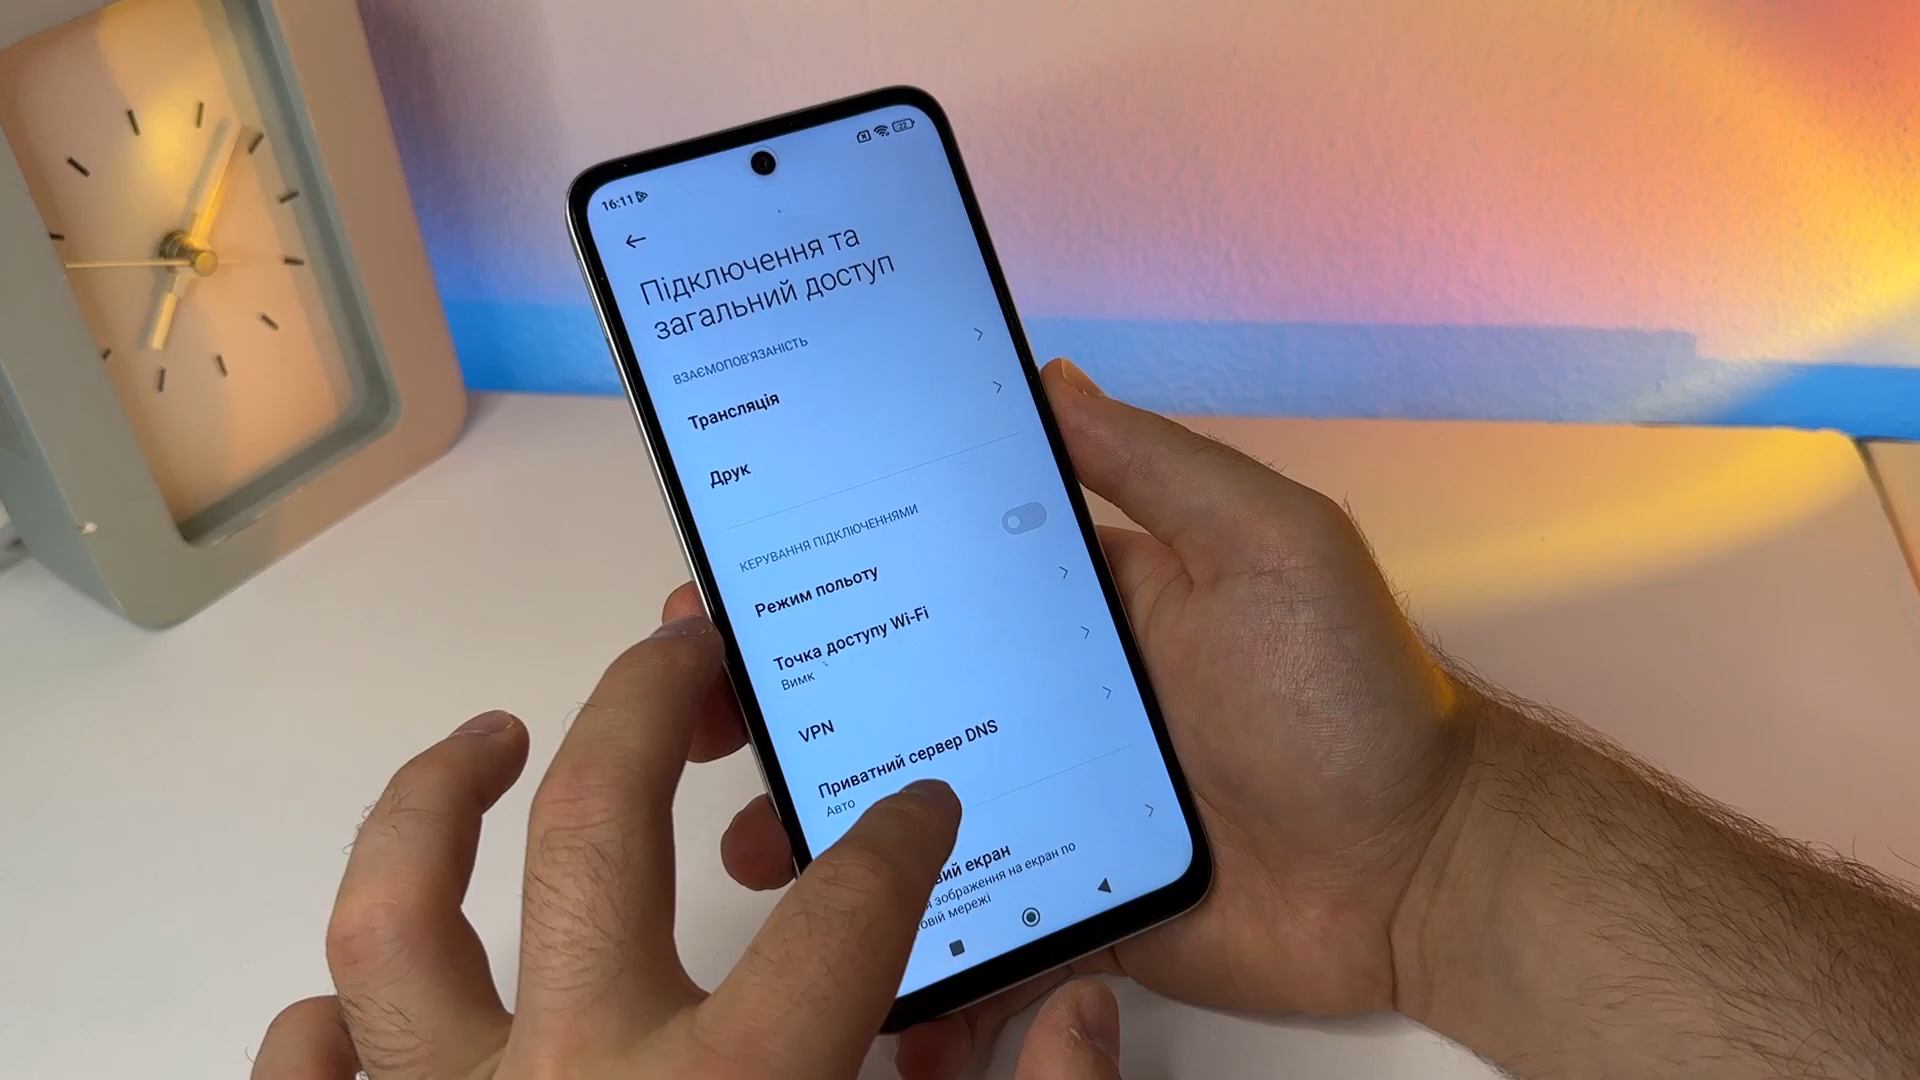 16:11
22
Підключення та
загальний доступ
ВЗАЄМОПОВ'ЯЗАНІСТЬ
Трансляція
Друк
КЕРУВАННЯ ПІДКЛЮЧЕННЯМИ
Режим польоту
Точка доступу Wi-Fi
Вимк
VPN
Приватний сервер DNS
Авто
екран
зображення на екран по
мережі